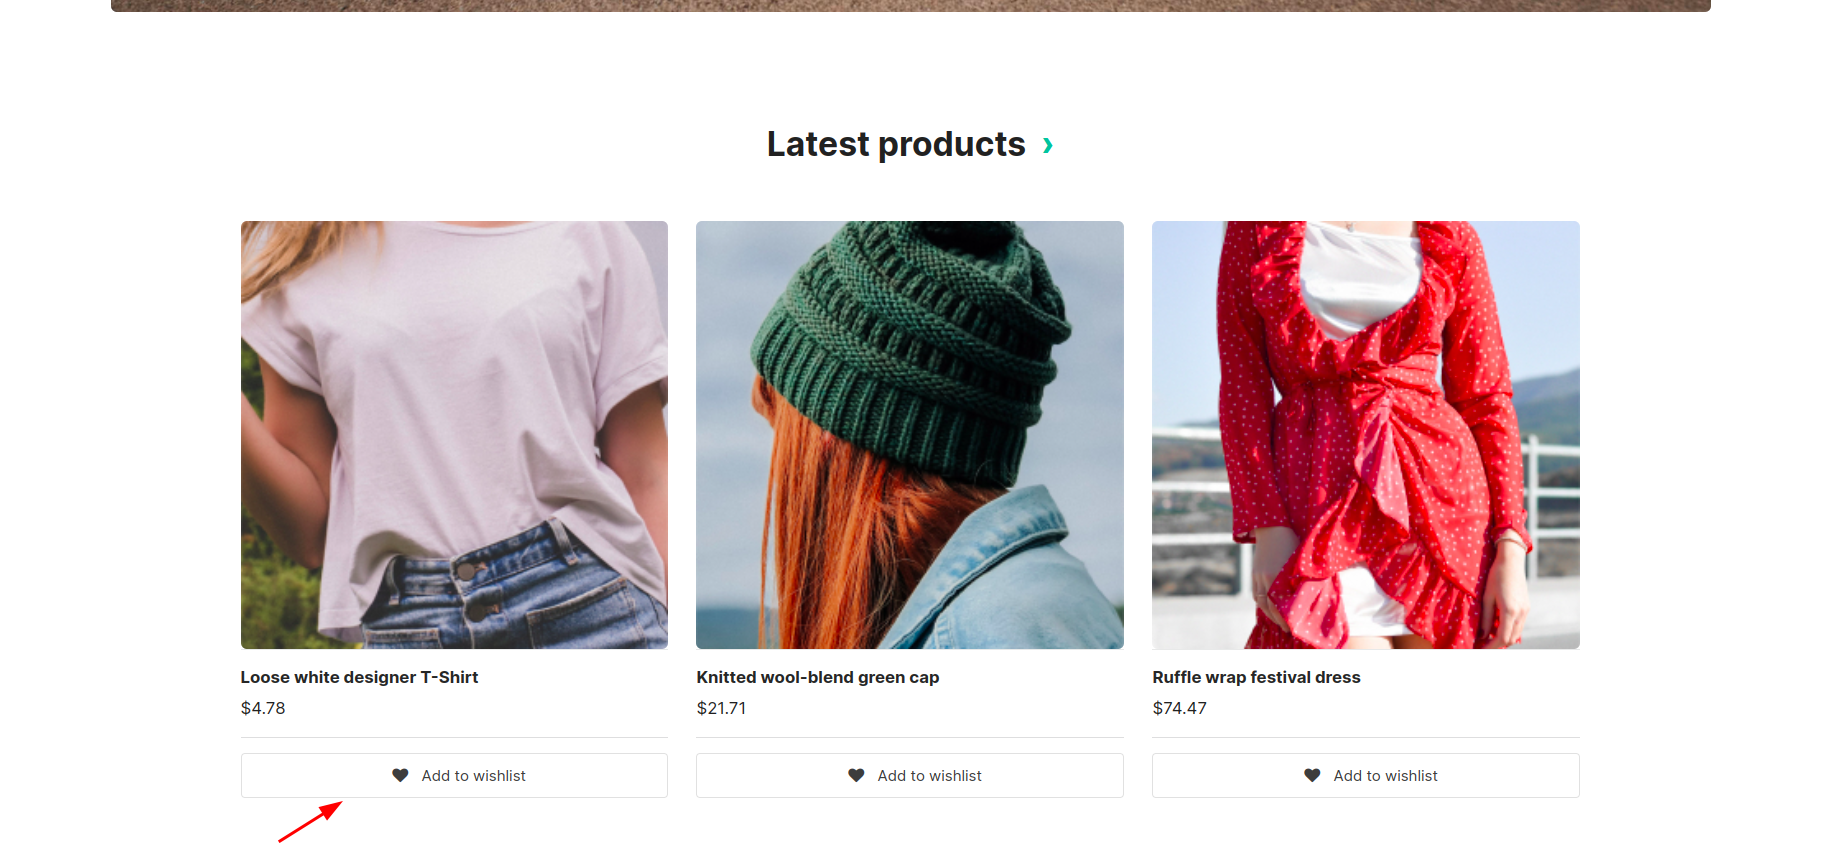 Latest products ›
Loose white designer T-Shirt
$4.78
Add to wishlist
Knitted wool-blend green cap
$21.71
Add to wishlist
Ruffle wrap festival dress
$74.47
Add to wishlist